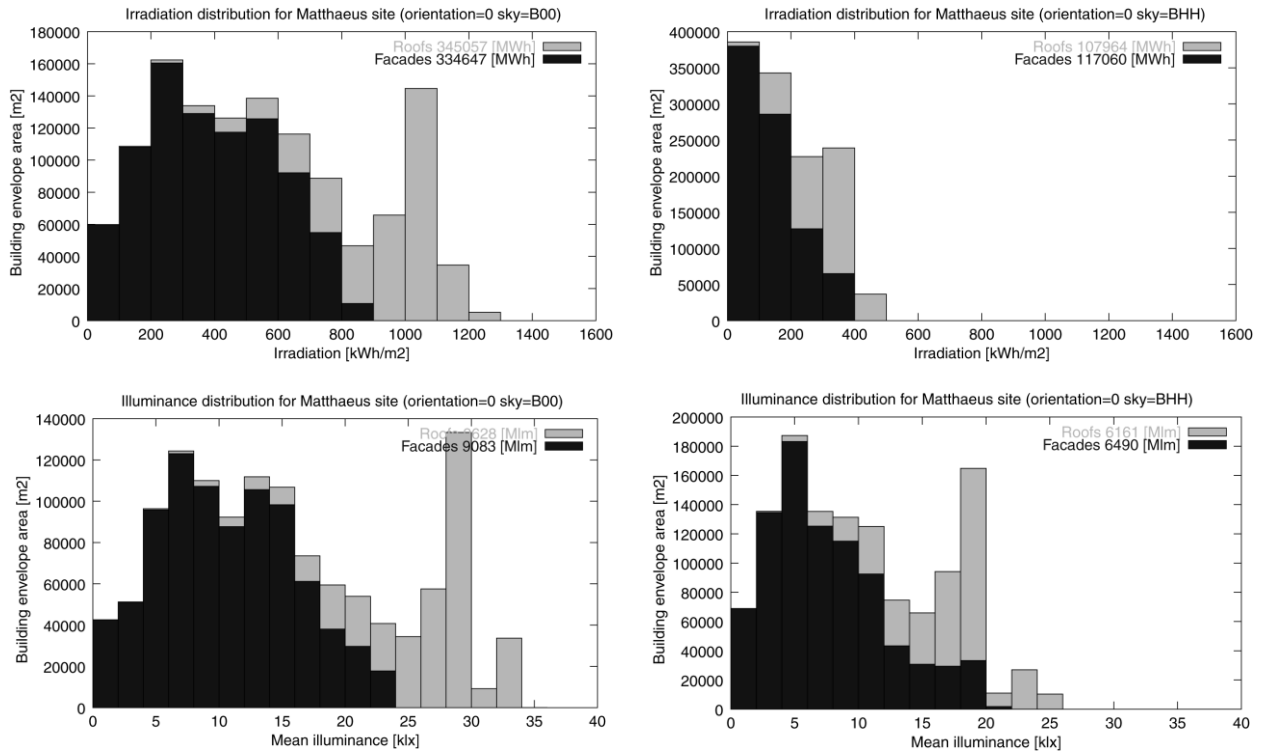 Irradiation distribution for Matthaeus site (orientation=0 sky=B00)
Roofs 345057 [MWh]
Facades 334647 [MWh]
Building envelope area [m2]
180000
160000
140000
120000
100000
80000
60000
40000
20000
0
0 200 400 600 800 1000 1200 1400 1600
Irradiation [kWh/m2]
Irradiation distribution for Matthaeus site (orientation=0 sky=BHH)
Roofs 107964 [MWh]
Facades 117060 [MWh]
Building envelope area [m2]
400000
350000
300000
250000
200000
150000
100000
50000
0
0 200 400 600 800 1000 1200 1400 1600
Irradiation [kWh/m2]
Illuminance distribution for Matthaeus site (orientation=0 sky=B00)
Roofs [Mlm]
Facades 9083 [Mlm]
Building envelope area [m2]
140000
120000
100000
80000
60000
40000
20000
0
0 5 10 15 20 25 30 35 40
Mean illuminance [klx]
Illuminance distribution for Matthaeus site (orientation=0 sky=BHH)
Roofs 6161 [Mlm]
Facades 6490 [Mlm]
Building envelope area [m2]
200000
180000
160000
140000
120000
100000
80000
60000
40000
20000
0
0 5 10 15 20 25 30 35 40
Mean illuminance [klx]